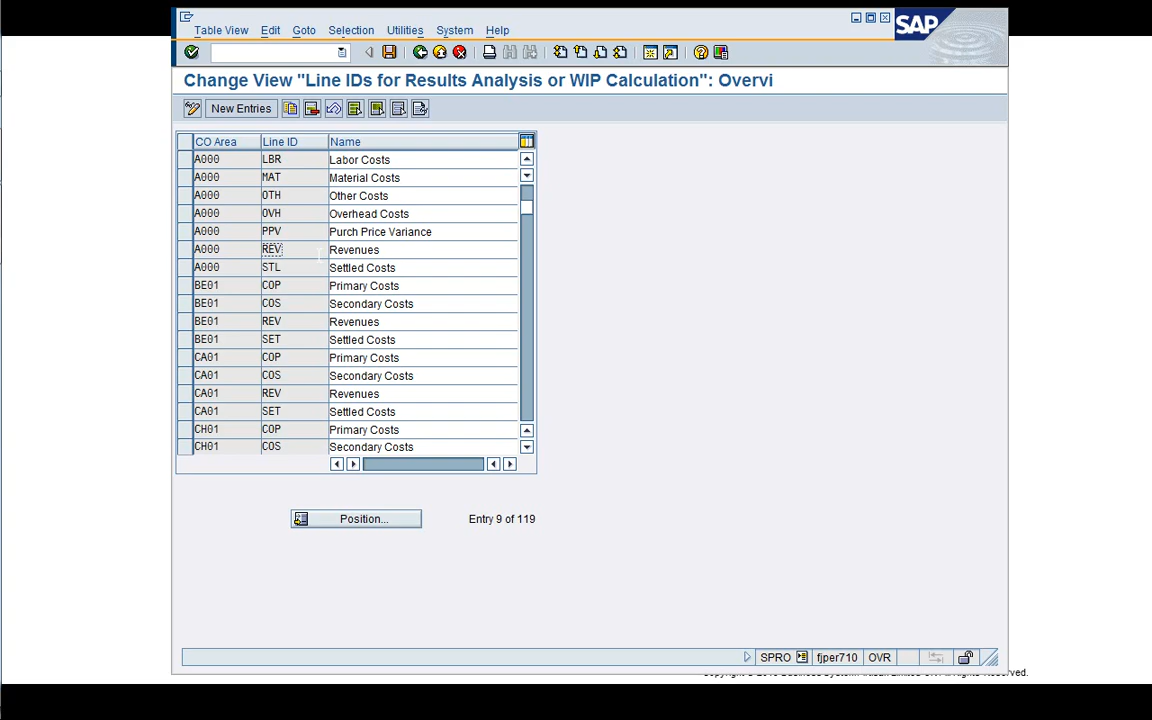 Table View Edit Goto Selection Utilities System Help
SAP
Change View "Line IDs for Results Analysis or WIP Calculation": Overvi
New Entries
CO Area Line ID Name
A000 LBR Labor Costs
A000 MAT Material Costs
A000 OTH Other Costs
A000 OVH Overhead Costs
A000 PPV Purch Price Variance
A000 REV Revenues
A000 STL Settled Costs
BE01 COP Primary Costs
BE01 COS Secondary Costs
BE01 REV Revenues
BE01 SET Settled Costs
CA01 COP Primary Costs
CA01 COS Secondary Costs
CA01 REV Revenues
CA01 SET Settled Costs
CH01 COP Primary Costs
CH01 COS Secondary Costs
Position... Entry 9 of 119
SPRO fjper710 OVR